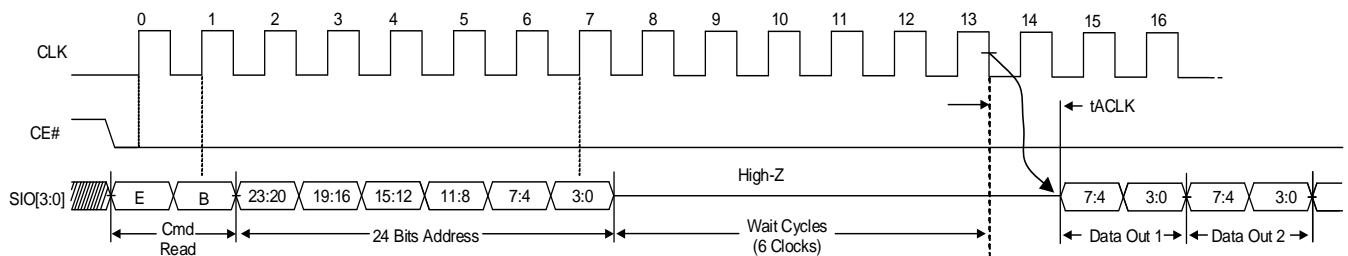 0 1 2 3 4 5 6 7 8 9 10 11 12 13 14 15 16
CLK
tACLK
CE#
High-Z
SIO[3:0] E B 23:20 19:16 15:12 11:8 7:4 3:0 7:4 3:0 7:4 3:0
Cmd Read
24 Bits Address
Wait Cycles
(6 Clocks)
Data Out 1 Data Out 2